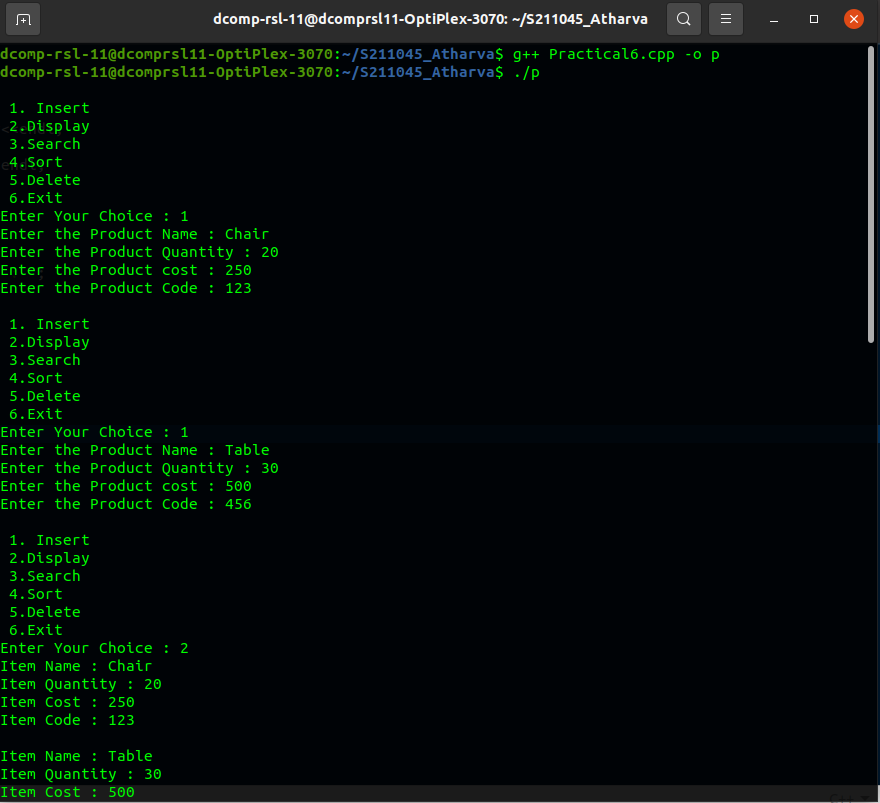 dcomp-rsl-11@dcomprsl11-OptiPlex-3070: ~/S211045_Atharva
dcomp-rsl-11@dcomprsl11-OptiPlex-3070:~/S211045_Atharva$ g++ Practical6.cpp -o p
dcomp-rsl-11@dcomprsl11-OptiPlex-3070:~/S211045_Atharva$ ./p
1. Insert
2.Display
3.Search
4.Sort
5.Delete
6.Exit
Enter Your Choice : 1
Enter the Product Name : Chair
Enter the Product Quantity : 20
Enter the Product cost : 250
Enter the Product Code : 123
1. Insert
2.Display
3.Search
4.Sort
5.Delete
6.Exit
Enter Your Choice : 1
Enter the Product Name : Table
Enter the Product Quantity : 30
Enter the Product cost : 500
Enter the Product Code : 456
1. Insert
2.Display
3.Search
4.Sort
5.Delete
6.Exit
Enter Your Choice : 2
Item Name : Chair
Item Quantity : 20
Item Cost : 250
Item Code : 123
Item Name : Table
Item Quantity : 30
Item Cost : 500